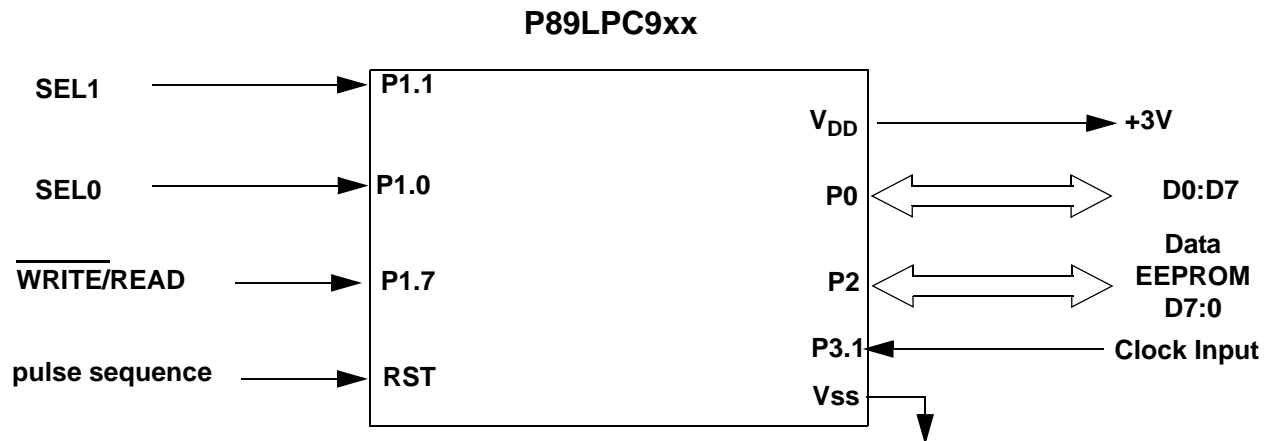 P89LPC9xx
SEL1
P1.1
SEL0
P1.0
WRITE/READ
P1.7
pulse sequence
RST
VDD
+3V
P0
D0:D7
P2
Data
EEPROM
D7:0
P3.1
Clock Input
Vss